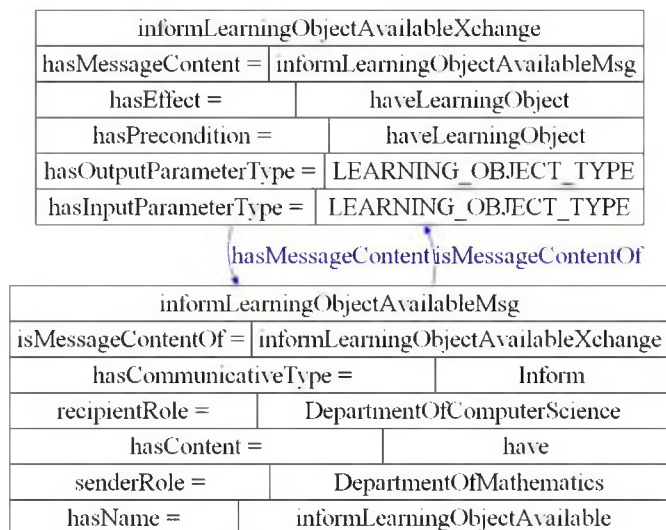 informLearningObjectAvailableXchange
hasMessageContent = informLearningObjectAvailableMsg
hasEffect = haveLearningObject
hasPrecondition = haveLearningObject
hasOutputParameterType = LEARNING_OBJECT_TYPE
hasInputParameterType = LEARNING_OBJECT_TYPE
hasMessageContent isMessageContentOf
informLearningObjectAvailableMsg
isMessageContentOf = informLearningObjectAvailableXchange
hasCommunicativeType = Inform
recipientRole = DepartmentOfComputerScience
hasContent = have
senderRole = DepartmentOfMathematics
hasName = informLearningObjectAvailable